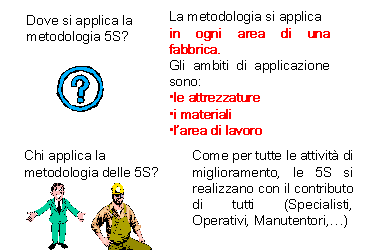 Dove si applica la
metodologia 5S?
La metodologia si applica
in ogni area di una
fabbrica.
Gli ambiti di applicazione
sono:
•le attrezzature
•i materiali
•l'area di lavoro
Chi applica la
metodologia delle 5S?
Come per tutte le attività di
miglioramento, le 5S si
realizzano con il contributo
di tutti (Specialisti,
Operativi, Manutentori,…)